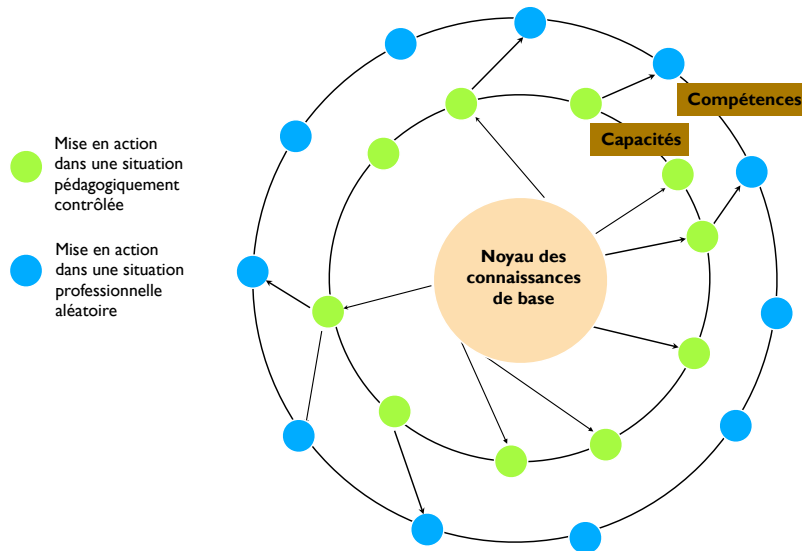 Mise en action
dans une situation
pédagogiquement
contrôlée
Mise en action
dans une situation
professionnelle
aléatoire
Compétences
Capacités
Noyau des
connaissances
de base